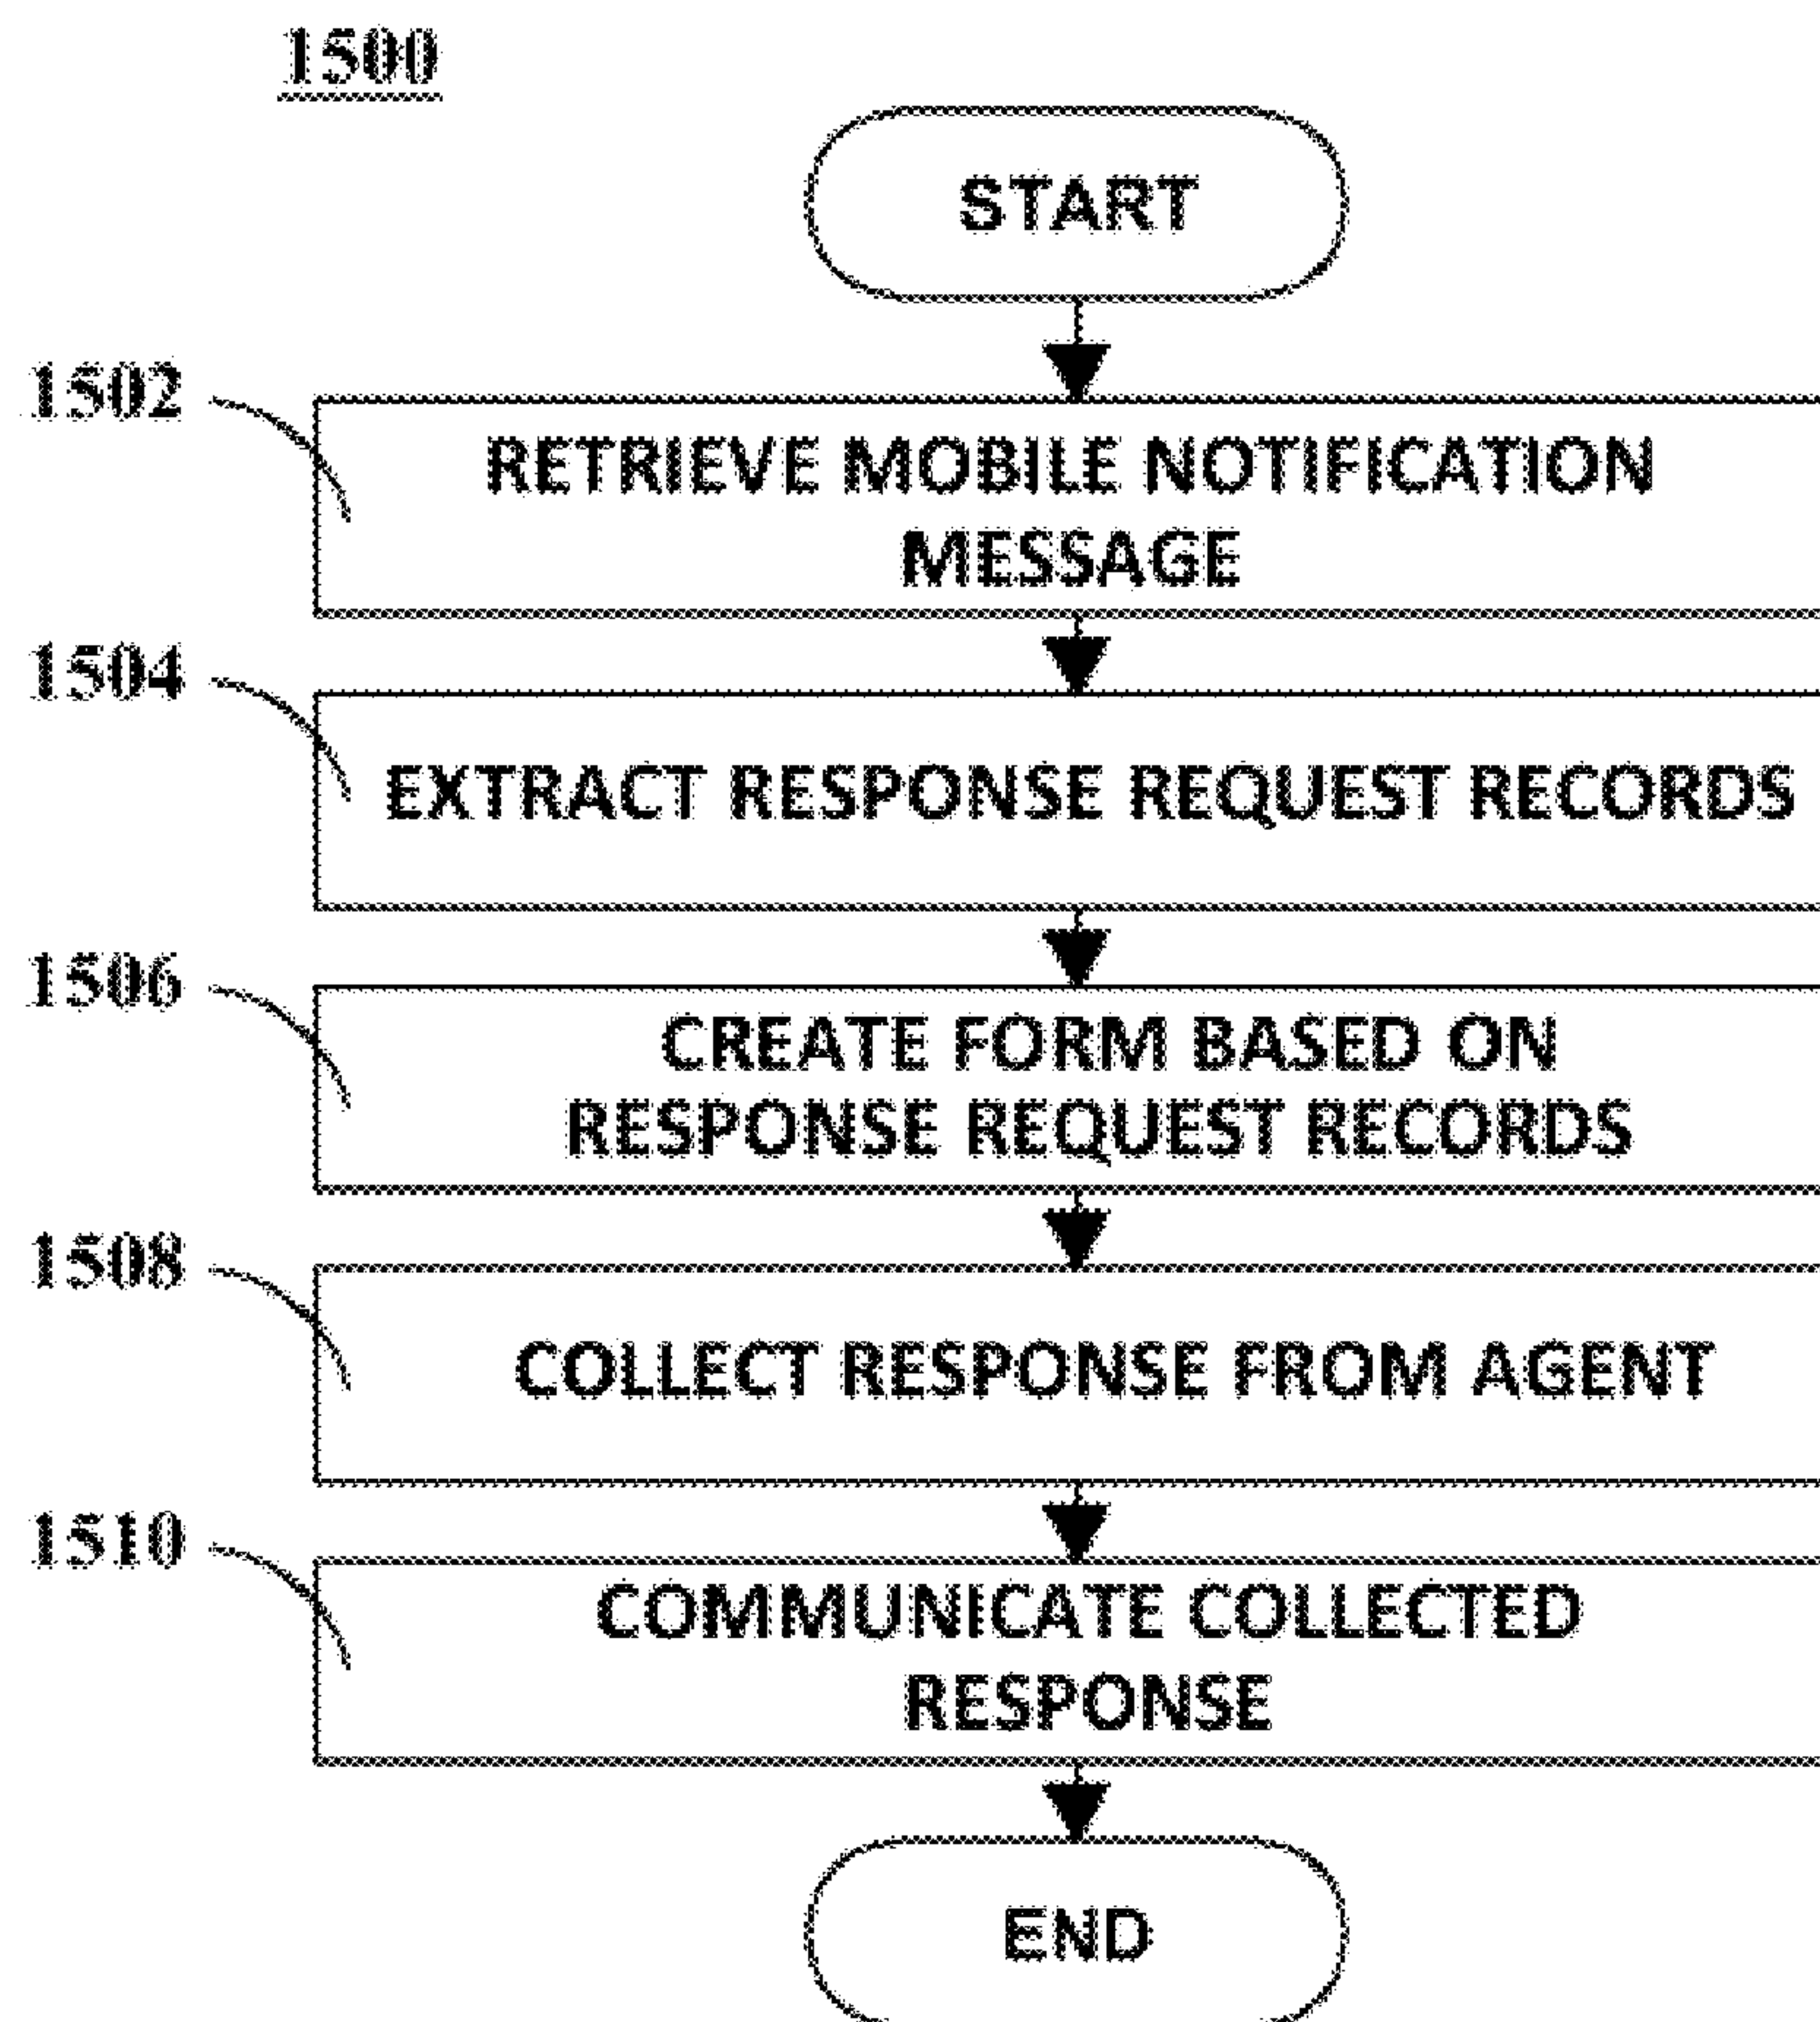 1500
START
1502
RETRIEVE MOBILE NOTIFICATION
MESSAGE
1504
EXTRACT RESPONSE REQUEST RECORDS
1506
CREATE FORM BASED ON
RESPONSE REQUEST RECORDS
1508
COLLECT RESPONSE FROM AGENT
1510
COMMUNICATE COLLECTED
RESPONSE
END